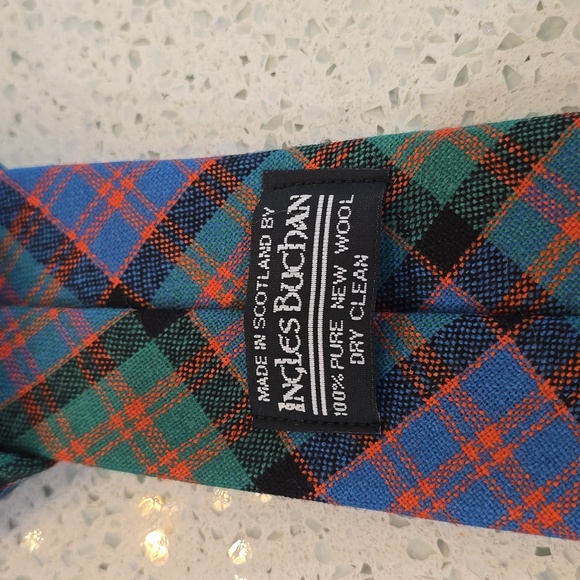 MADE IN SCOTLAND BY
INGLES BUCHAN
100% PURE NEW WOOL
DRY CLEAN